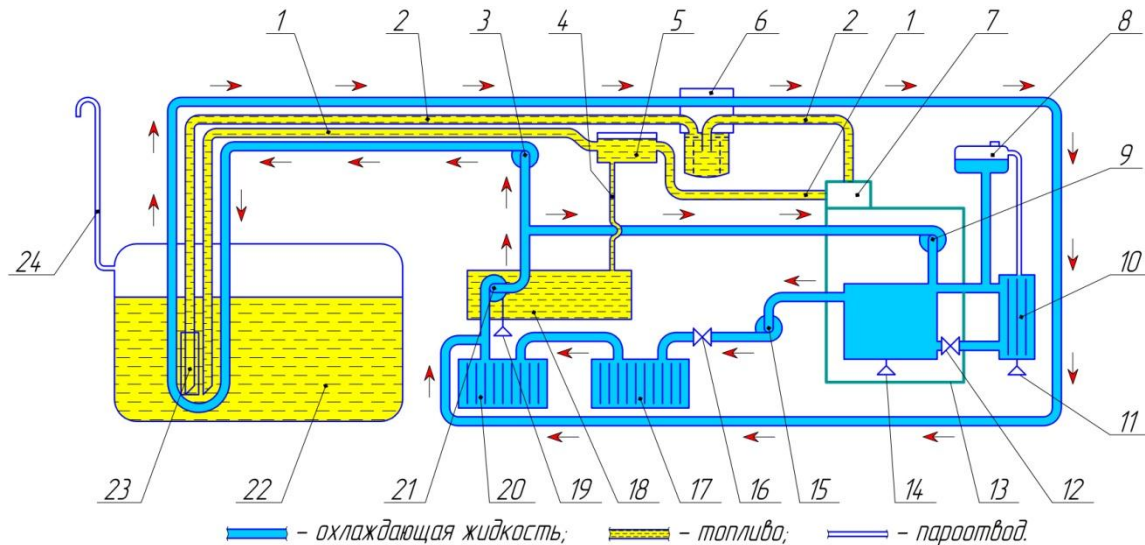 1 2 3 4 5 6 2 1 7 8
9
10
24
23 22 21 20 19 18 17 16 15 14 13 12 11
– охлаждающая жидкость; – топливо; – пароотвод.